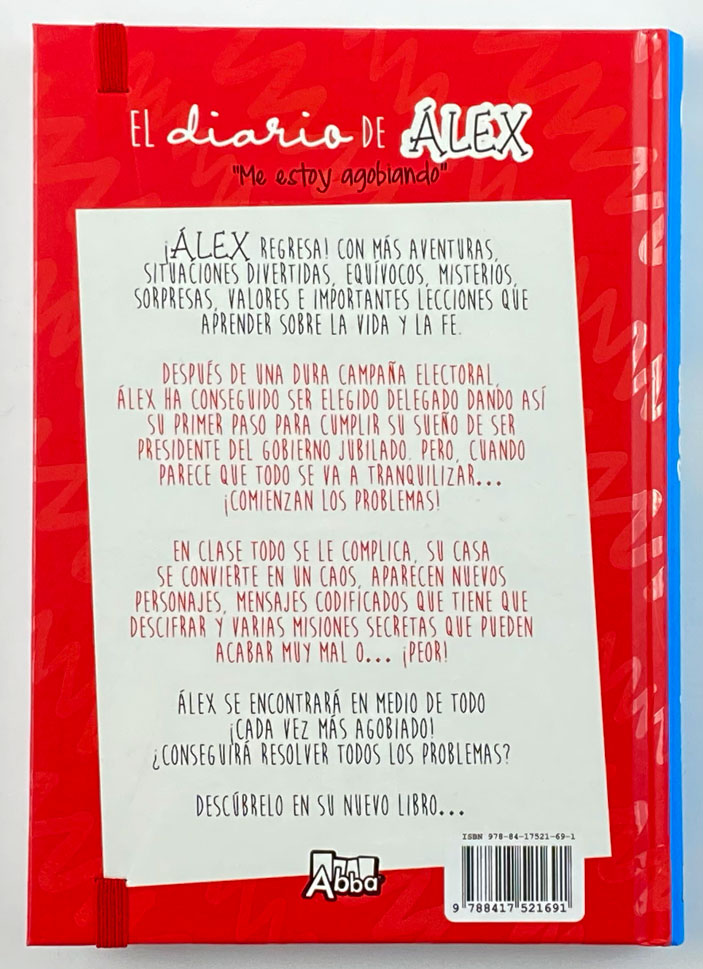 EL diario DE ÁLEX
"Me estoy agobiando"
¡ÁLEX REGRESA! CON MÁS AVENTURAS,
SITUACIONES DIVERTIDAS, EQUÍVOCOS, MISTERIOS,
SORPRESAS, VALORES E IMPORTANTES LECCIONES QUE
APRENDER SOBRE LA VIDA Y LA FE.
DESPUÉS DE UNA DURA CAMPAÑA ELECTORAL,
ÁLEX HA CONSEGUIDO SER ELEGIDO DELEGADO DANDO ASÍ
SU PRIMER PASO PARA CUMPLIR SU SUEÑO DE SER
PRESIDENTE DEL GOBIERNO JUBILADO. PERO, CUANDO
PARECE QUE TODO SE VA A TRANQUILIZAR...
¡COMIENZAN LOS PROBLEMAS!
EN CLASE TODO SE LE COMPLICA, SU CASA
SE CONVIERTE EN UN CAOS, APARECEN NUEVOS
PERSONAJES, MENSAJES CODIFICADOS QUE TIENE QUE
DESCIFRAR Y VARIAS MISIONES SECRETAS QUE PUEDEN
ACABAR MUY MAL O... ¡PEOR!
ÁLEX SE ENCONTRARÁ EN MEDIO DE TODO
¡CADA VEZ MÁS AGOBIADO!
¿CONSEGUIRÁ RESOLVER TODOS LOS PROBLEMAS?
DESCÚBRELO EN SU NUEVO LIBRO...
Abba
ISBN 978-84-17521-69-1
9 788417 521691